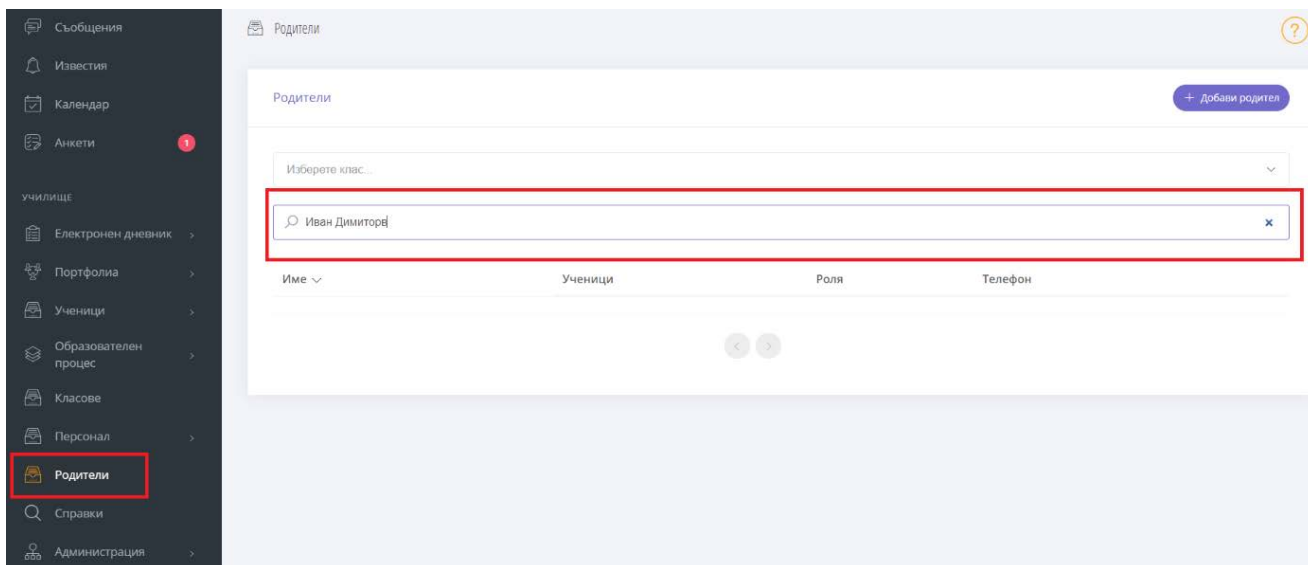 Съобщения
Известия
Календар
Анкети 1
УЧИЛИЩЕ
Електронен дневник
Портфолиа
Ученици
Образователен
процес
Класове
Персонал
Родители
Справки
Администрация
Родители
?
Родители
+ Добави родител
Изберете клас...
Иван Димиторв
Име
Ученици
Роля
Телефон